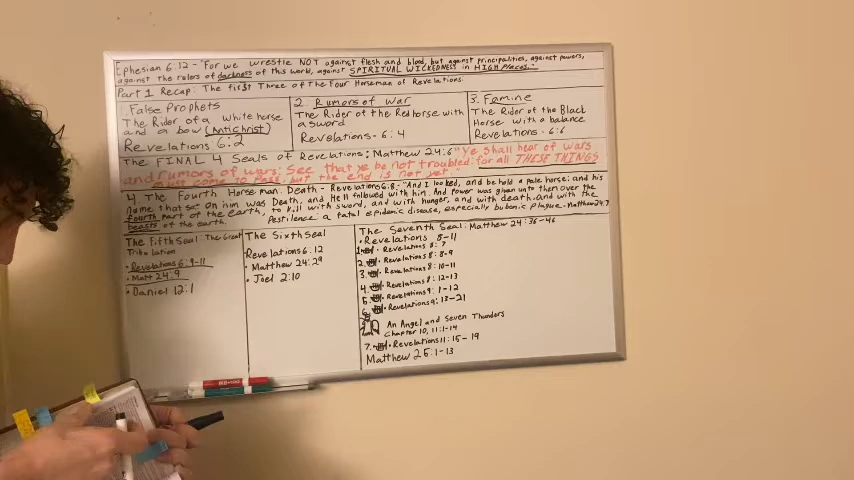 Ephesian 6:12 - "For we wrestle NOT against flesh and blood, but against principalities, against powers,
against the rulers of darkness of this world, against SPIRITUAL WICKEDNESS in HIGH Places."
Part 1 Recap: The first Three of the Four Horseman of Revelations:
1. False Prophets
The Rider of a white horse
and a bow (Antichrist)
Revelations 6:2
2. Rumors of War
The Rider of the Red horse with
a sword
Revelations - 6:4
3. Famine
The Rider of the Black
Horse with a balance
Revelations - 6:6
The FINAL 4 Seals of Revelations: Matthew 24:6 "Ye shall hear of wars
and rumors of wars: See that ye be not troubled: for all THESE THINGS
must come to pass, but the end is not yet."
4 The Fourth Horseman: Death - Revelations 6:8 - "And I looked, and behold a pale horse: and his
name that sat on him was Death, and Hell followed with him. And Power was given unto them over the
fourth part of the earth, to kill with sword, and with hunger, and with death, and with the
beasts of the earth. Pestilence a fatal epidemic disease, especially bubonic plague. - Matthew 24:7
The Fifth Seal: The Great
Tribulation
• Revelations 6:9-11
• Matt 24:9
• Daniel 12:1
The Sixth Seal
Revelations 6:12
• Matthew 24:29
• Joel 2:10
The Seventh Seal: Matthew 24:36-46
• Revelations 8-11
1. • Revelations 8:7
2. • Revelations 8:8-9
3. • Revelations 8:10-11
4. • Revelations 8:12-13
5. • Revelations 9:1-12
6. • Revelations 9:13-21
An Angel and Seven Thunders
Chapter 10, 11:1-14
7. • Revelations 11:15-19
Matthew 25:1-13